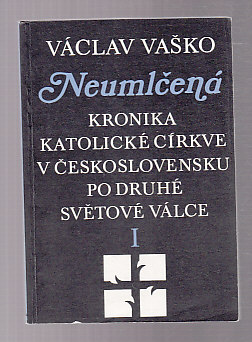 VÁCLAV VAŠKO
Neumlčená
KRONIKA
KATOLICKÉ CÍRKVE
V ČESKOSLOVENSKU
PO DRUHÉ
SVĚTOVÉ VÁLCE
I